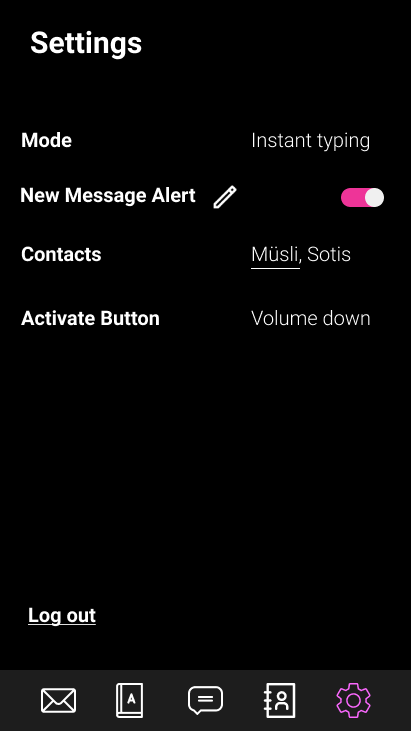 Settings
Mode Instant typing
New Message Alert
Contacts Müsli, Sotis
Activate Button Volume down
Log out
A